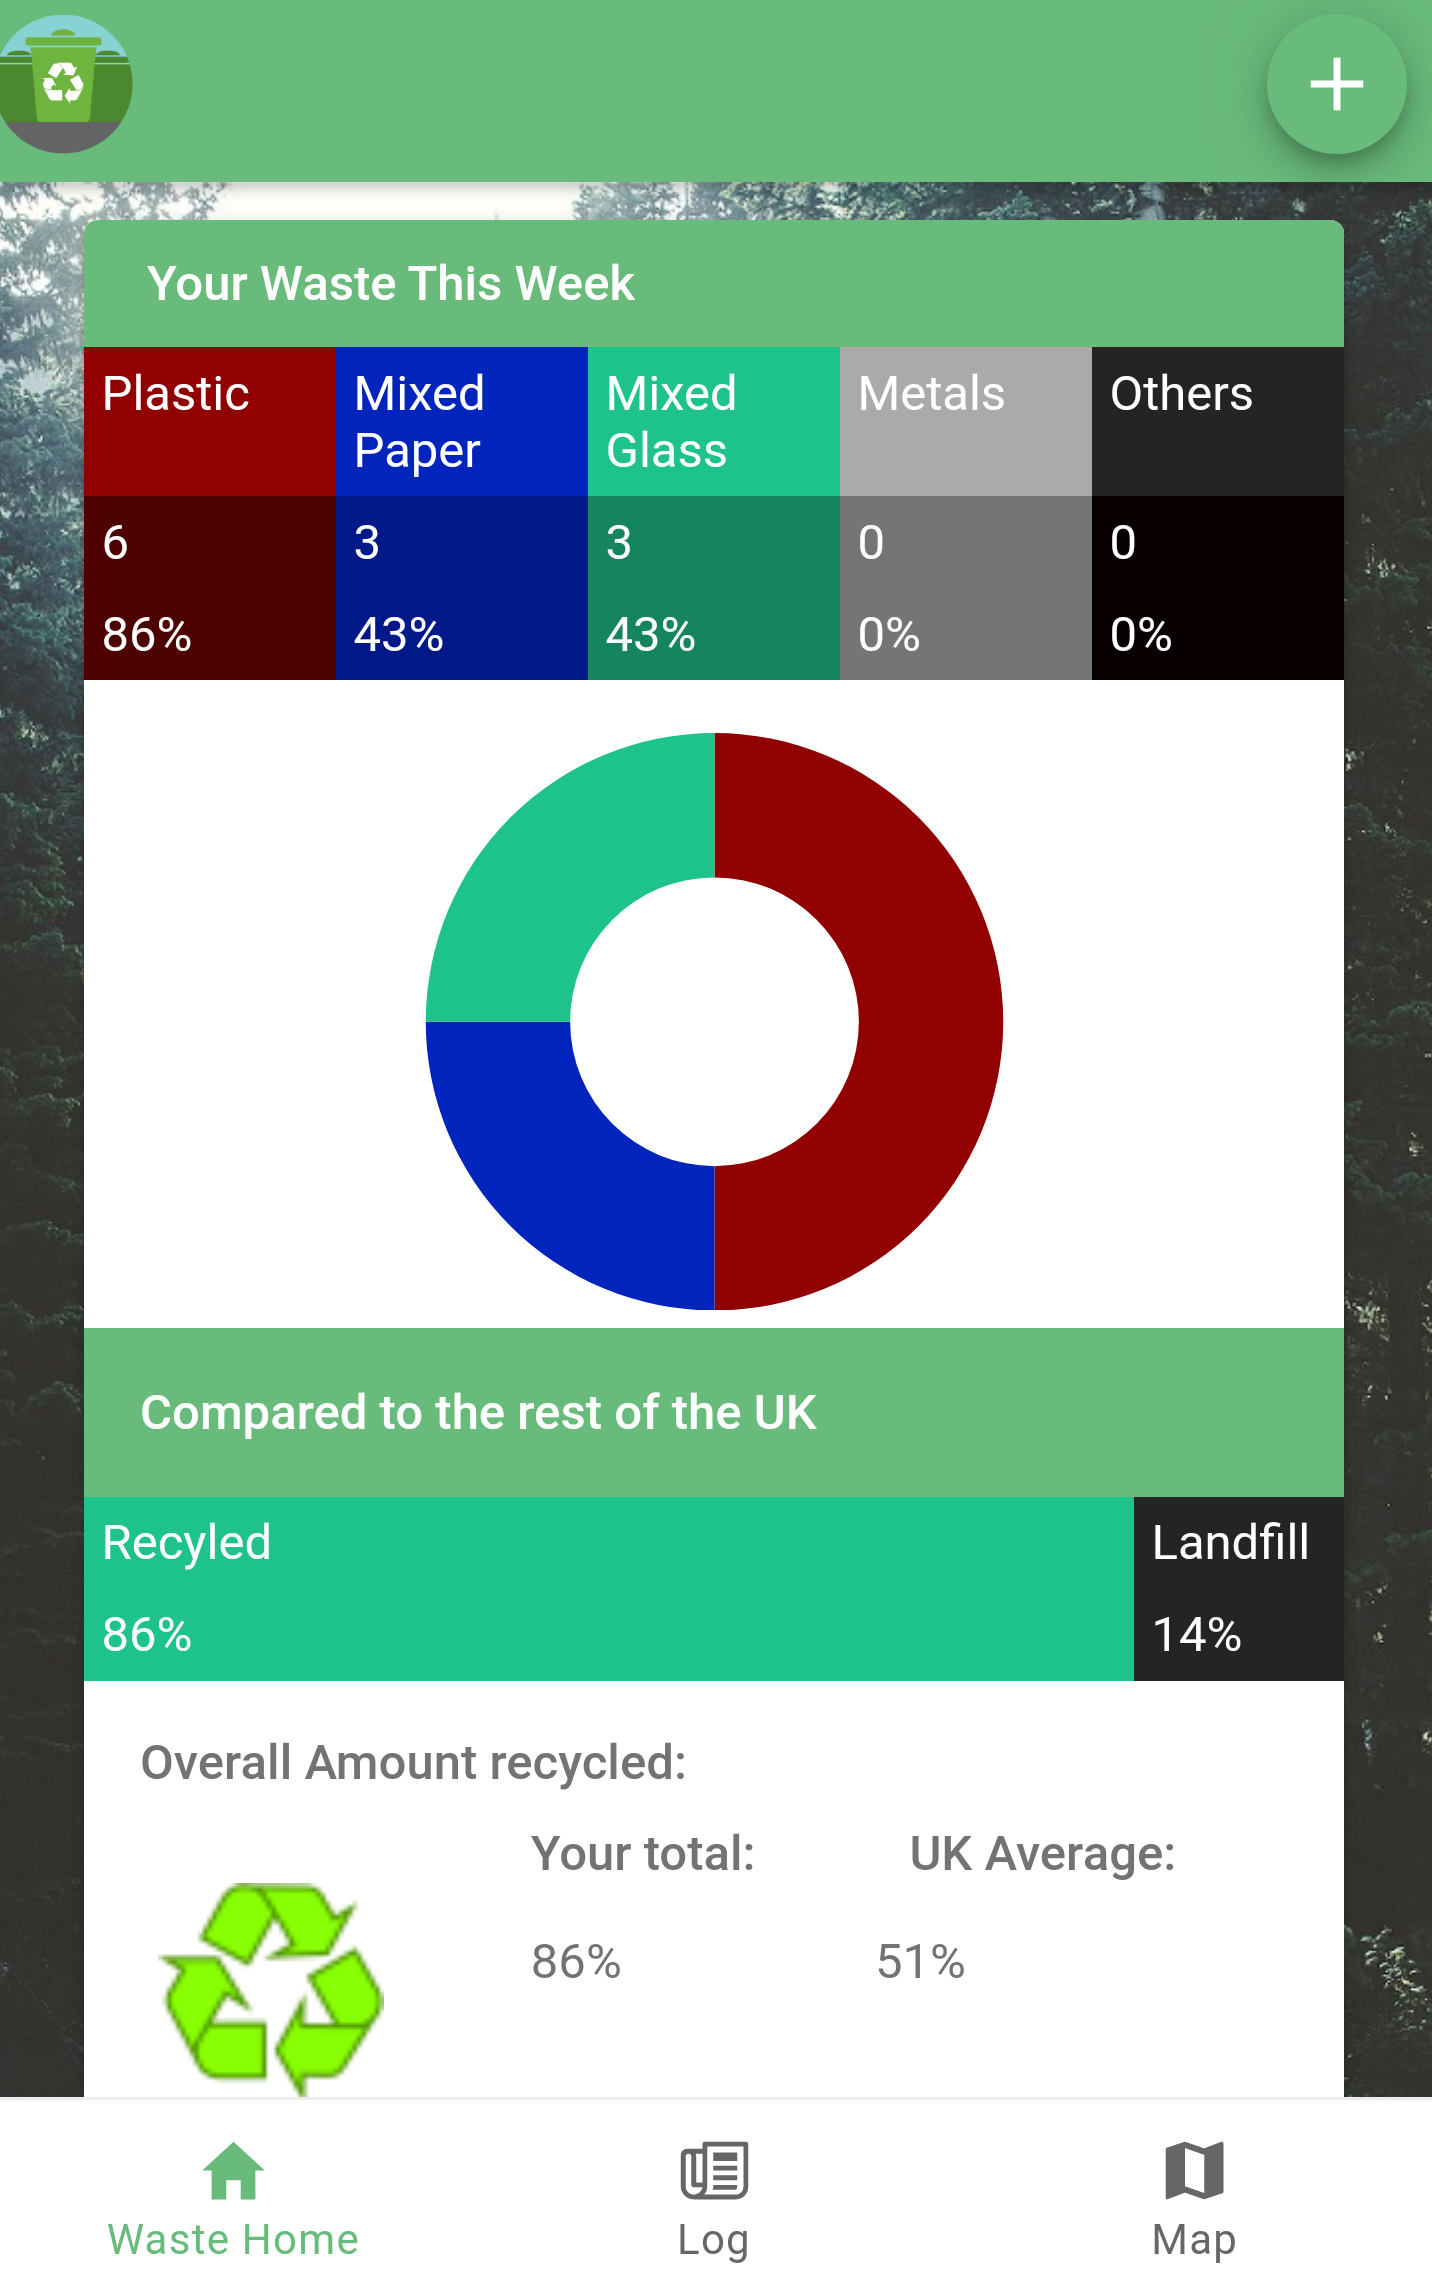 Your Waste This Week
Plastic
Mixed
Paper
Mixed
Glass
Metals
Others
6
3
3
0
0
86%
43%
43%
0%
0%
Compared to the rest of the UK
Recyled
Landfill
86%
14%
Overall Amount recycled:
Your total:
UK Average:
86%
51%
Waste Home
Log
Map